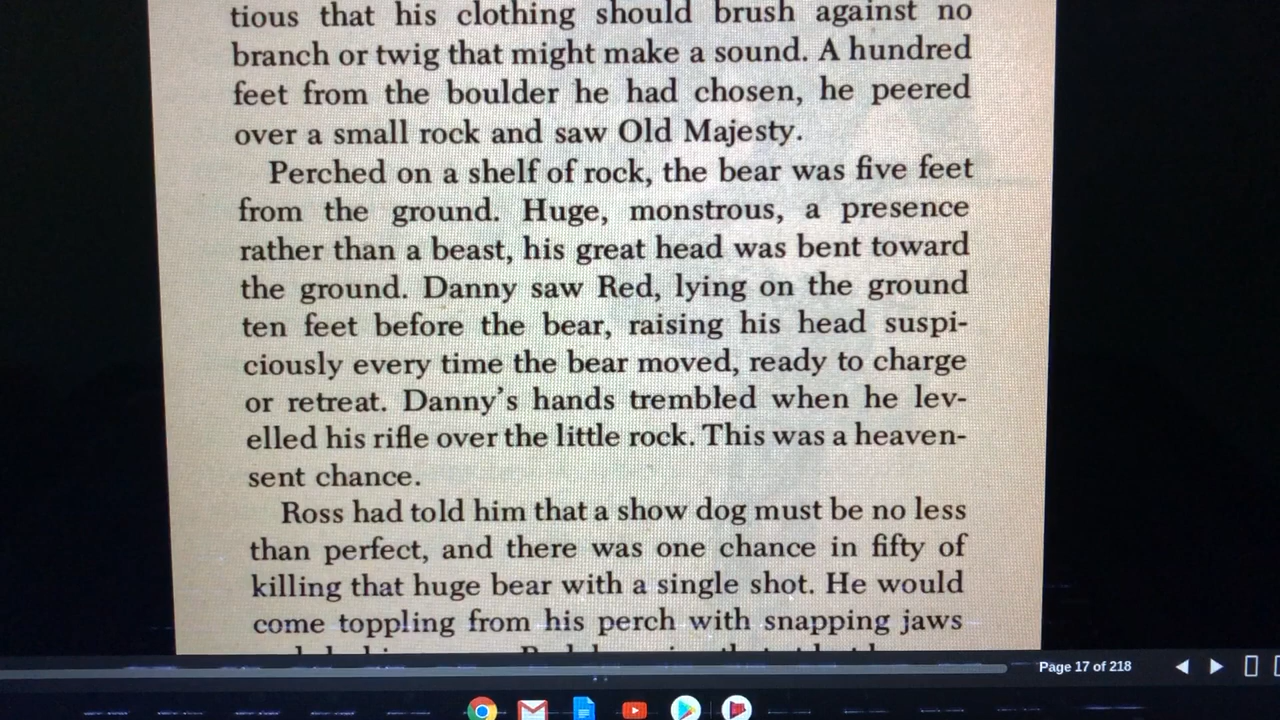 tious that his clothing should brush against no
branch or twig that might make a sound. A hundred
feet from the boulder he had chosen, he peered
over a small rock and saw Old Majesty.
Perched on a shelf of rock, the bear was five feet
from the ground. Huge, monstrous, a presence
rather than a beast, his great head was bent toward
the ground. Danny saw Red, lying on the ground
ten feet before the bear, raising his head suspi-
ciously every time the bear moved, ready to charge
or retreat. Danny's hands trembled when he lev-
elled his rifle over the little rock. This was a heaven-
sent chance.
Ross had told him that a show dog must be no less
than perfect, and there was one chance in fifty of
killing that huge bear with a single shot. He would
come toppling from his perch with snapping jaws
Page 17 of 218